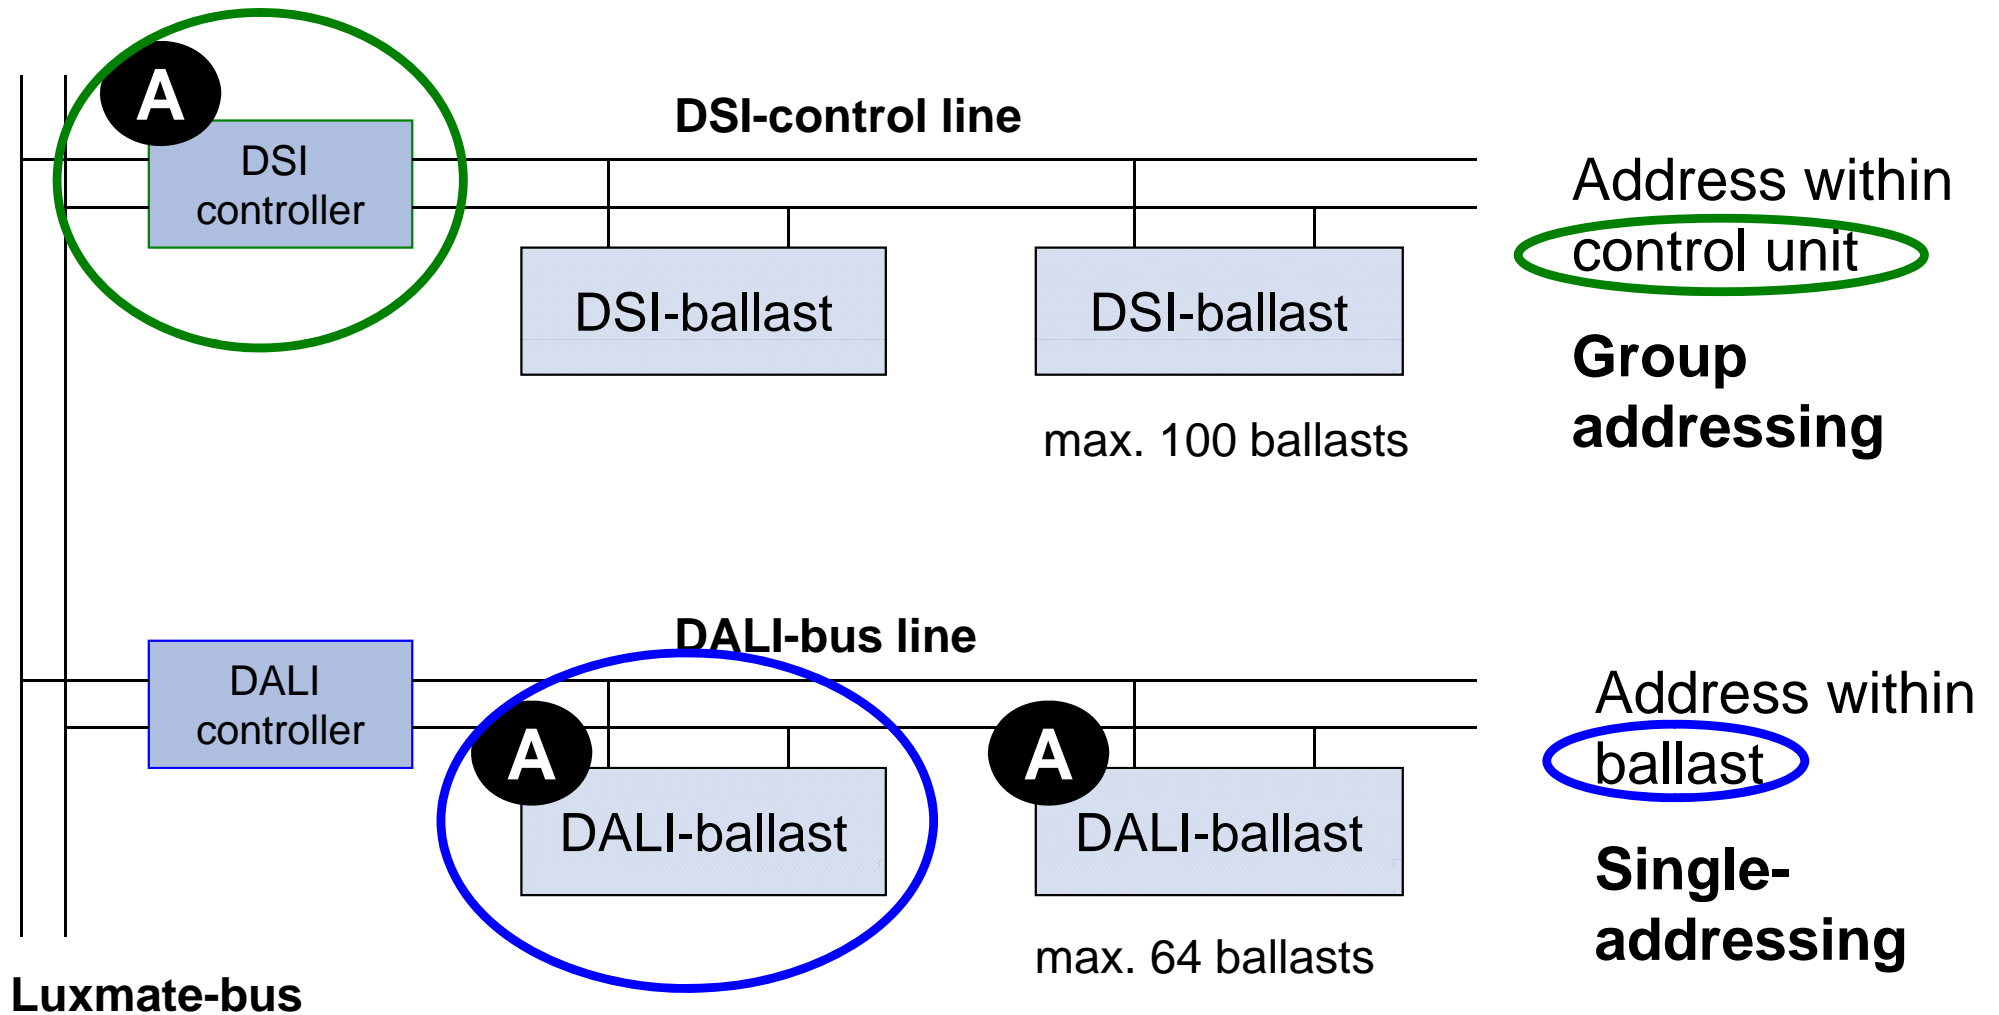 A
DSI
controller
DSI-control line
DSI-ballast
DSI-ballast
max. 100 ballasts
Address within
control unit
Group
addressing
DALI
controller
DALI-bus line
A
DALI-ballast
A
DALI-ballast
max. 64 ballasts
Address within
ballast
Single-
addressing
Luxmate-bus